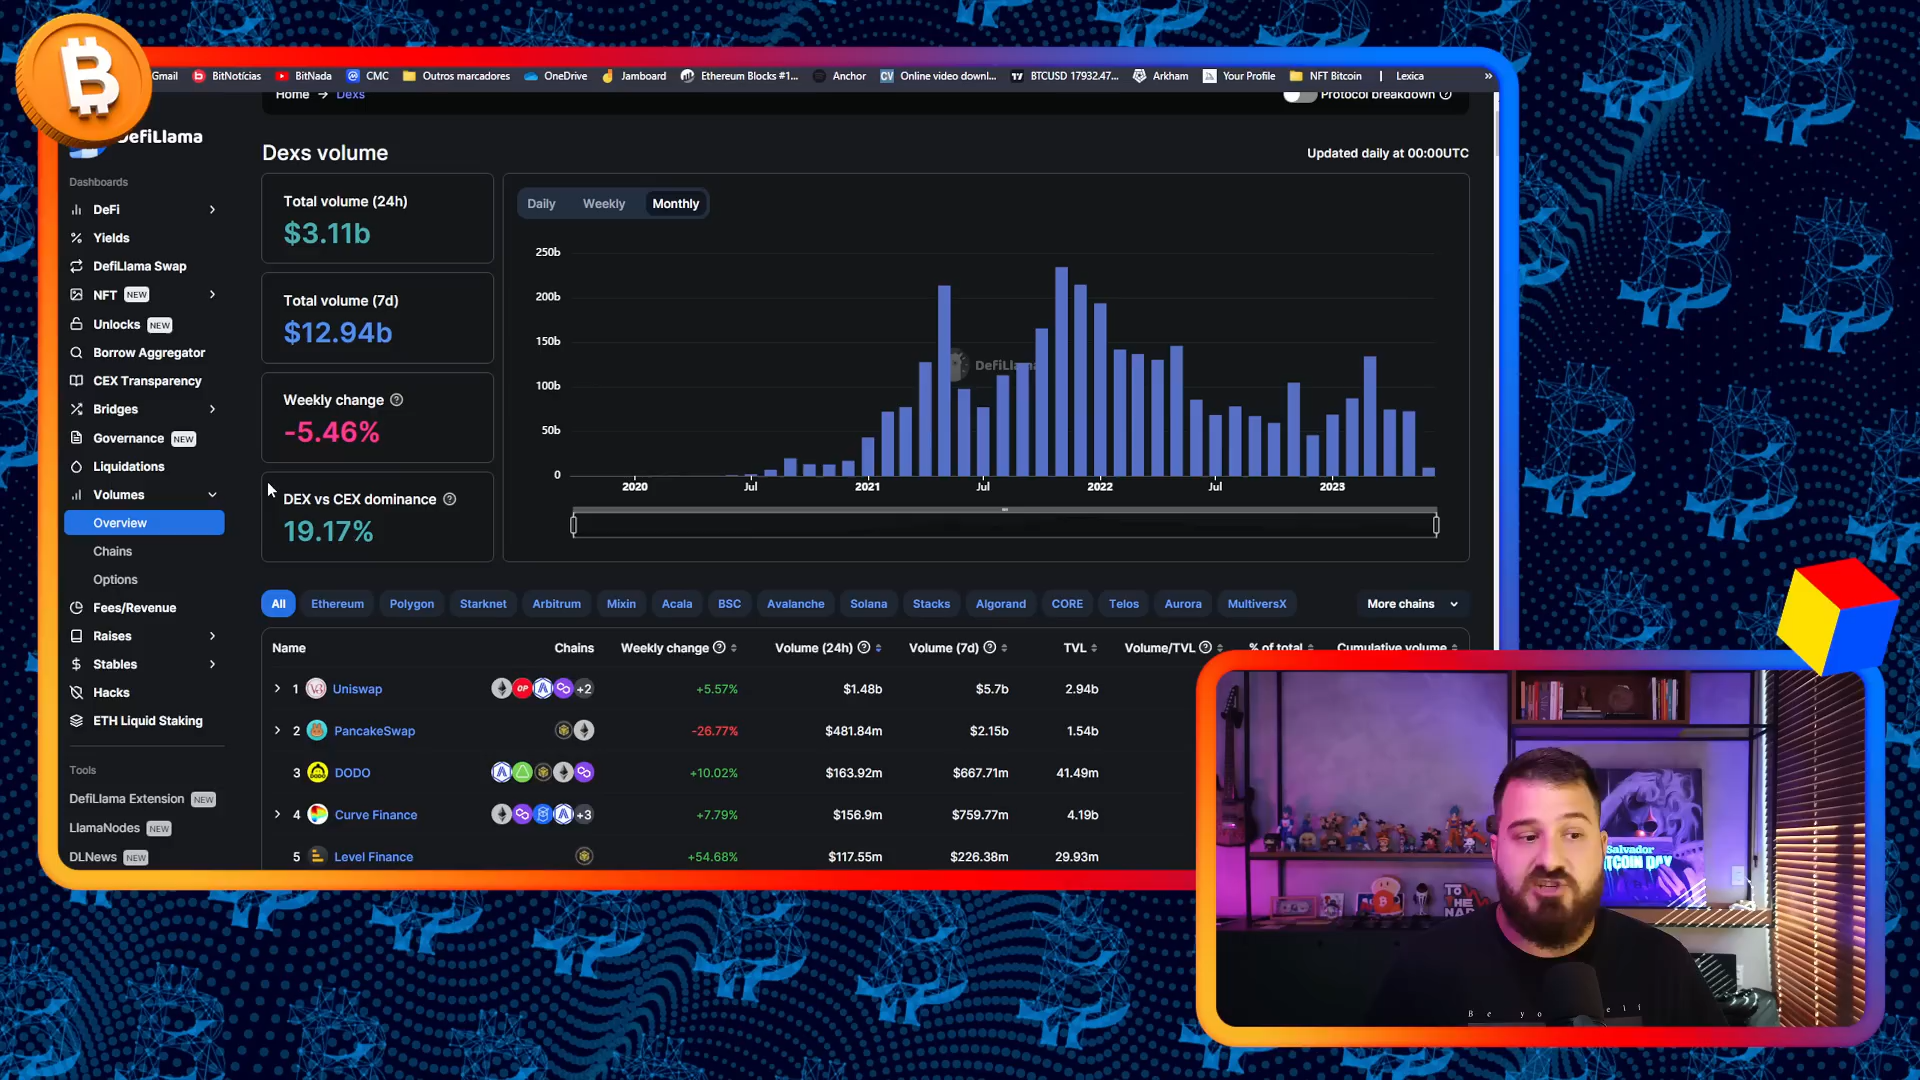 Gmail BitNotícias BitNada CMC Outros marcadores OneDrive Jamboard Ethereum Blocks #1... Anchor Online video downl... BTCUSD 17932.47... Arkham Your Profile NFT Bitcoin | Lexica »
Home → Dexs
Protocol breakdown
DefiLlama
Dexs volume
Updated daily at 00:00UTC
Dashboards
DeFi
Yields
DefiLlama Swap
NFT NEW
Unlocks NEW
Borrow Aggregator
CEX Transparency
Bridges
Governance NEW
Liquidations
Volumes
Overview
Chains
Options
Fees/Revenue
Raises
Stables
Hacks
ETH Liquid Staking
Tools
DefiLlama Extension NEW
LlamaNodes NEW
DLNews NEW
Total volume (24h)
$3.11b
Total volume (7d)
$12.94b
Weekly change
-5.46%
DEX vs CEX dominance
19.17%
Daily Weekly Monthly
250b
200b
150b
100b
50b
0
2020 Jul 2021 Jul 2022 Jul 2023
DefiLlama
All Ethereum Polygon Starknet Arbitrum Mixin Acala BSC Avalanche Solana Stacks Algorand CORE Telos Aurora MultiversX More chains
Name Chains Weekly change Volume (24h) Volume (7d) TVL Volume/TVL % of total Cumulative volume
1 Uniswap OP +2 +5.57% $1.48b $5.7b 2.94b
2 PancakeSwap -26.77% $481.84m $2.15b 1.54b
3 DODO +10.02% $163.92m $667.71m 41.49m
4 Curve Finance +3 +7.79% $156.9m $759.77m 4.19b
5 Level Finance +54.68% $117.55m $226.38m 29.93m
Salvador
TCOIN DAY
TO
THE
Be yo elf